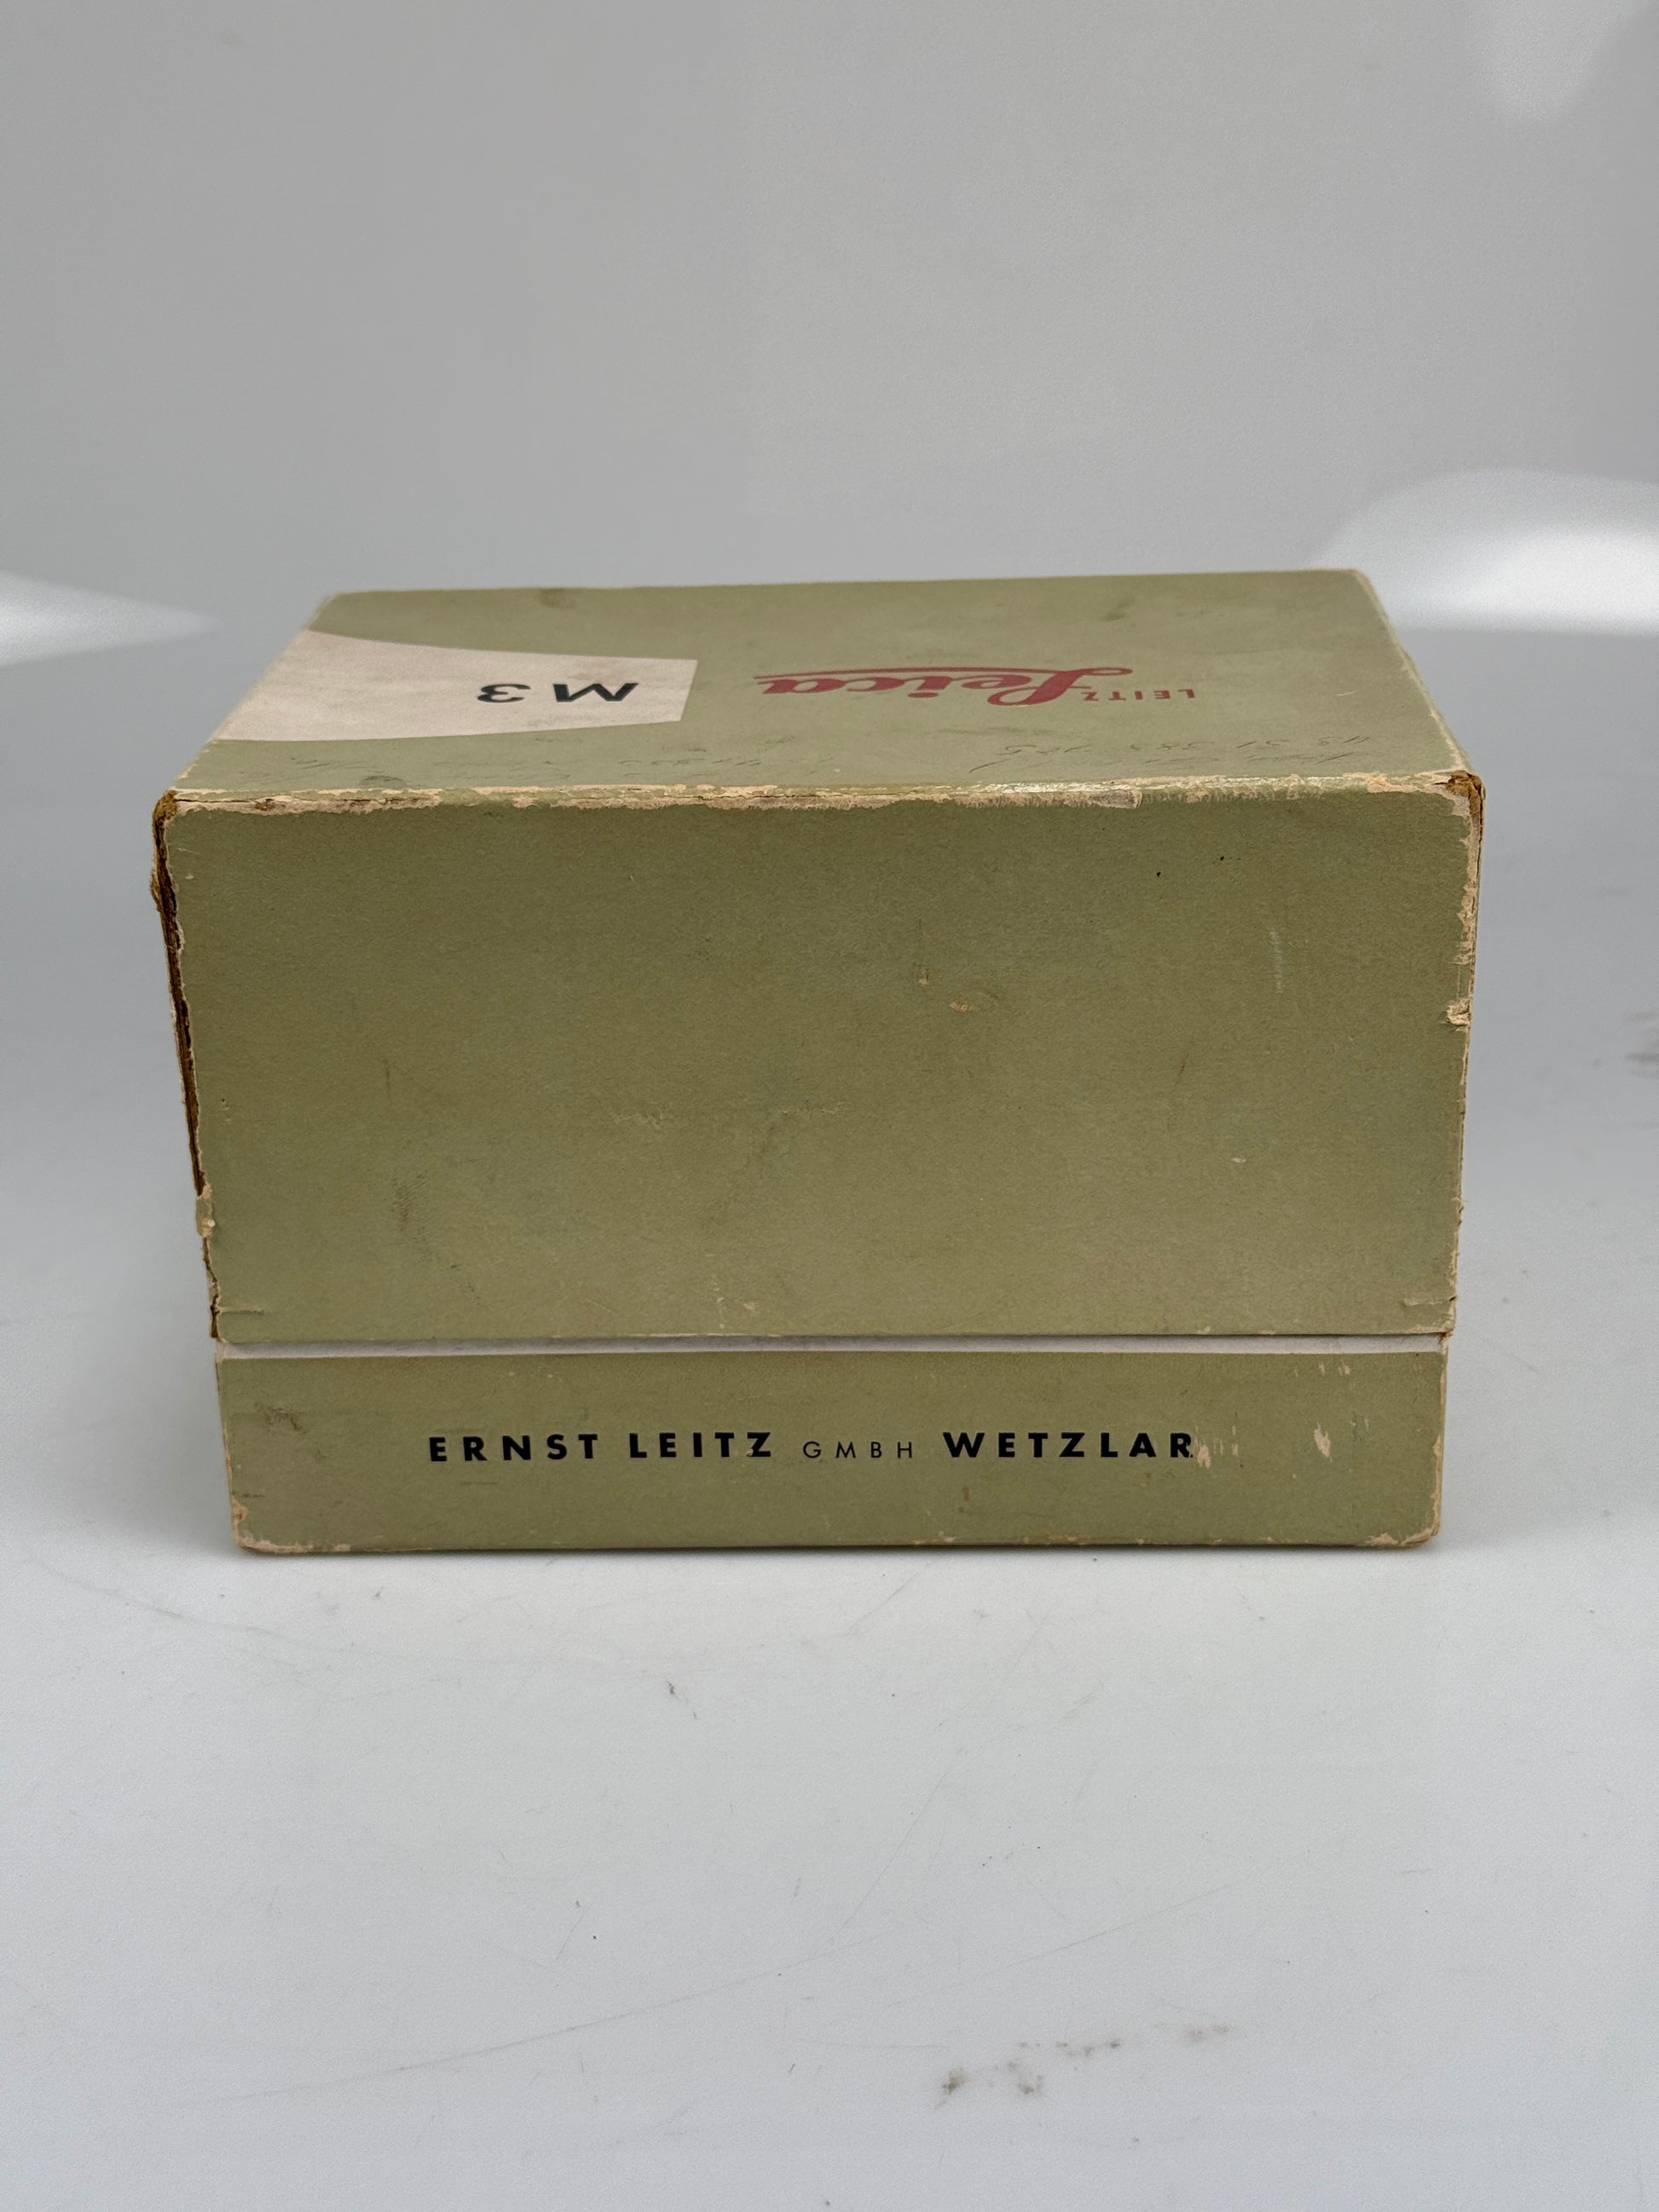 LEITZ
Leica
M3
ERNST LEITZ GMBH WETZLAR